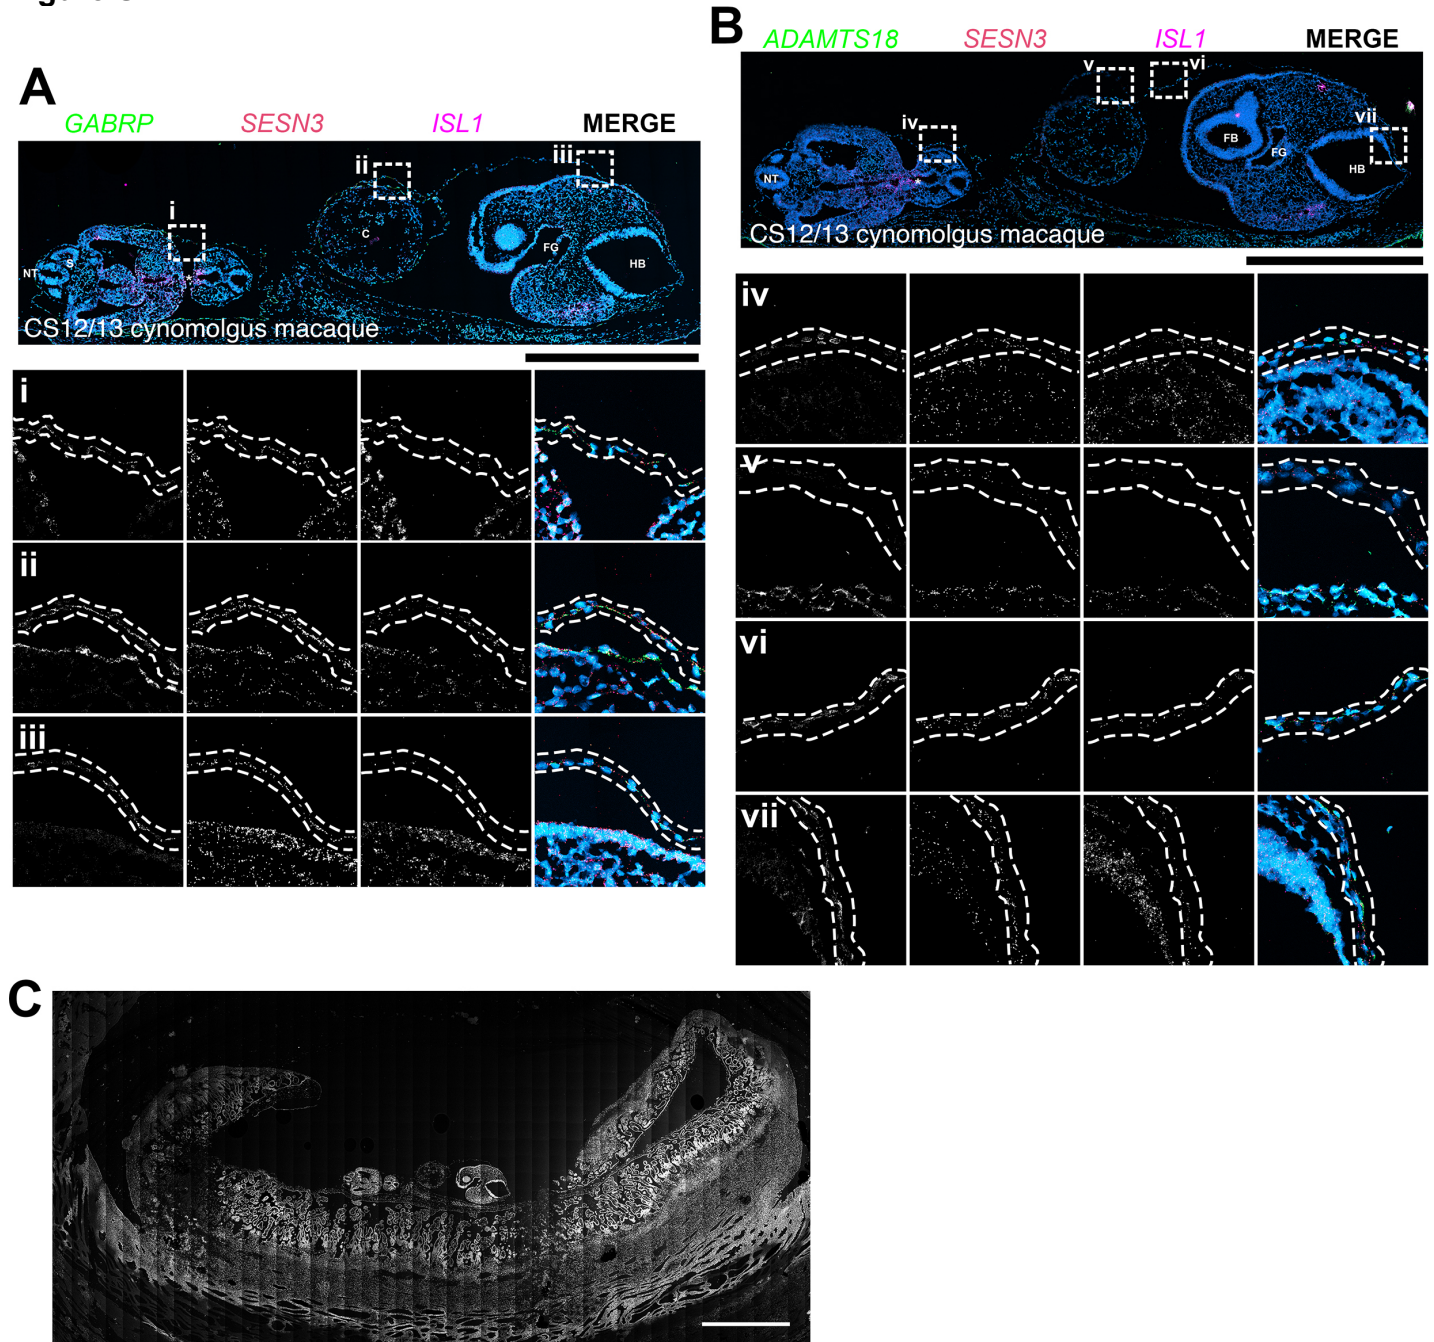 A
GABRP SESN3 ISL1 MERGE
i ii iii
NT S * C FG HB
CS12/13 cynomolgus macaque
i
ii
iii
B
ADAMTS18 SESN3 ISL1 MERGE
iv v vi vii
NT * FB FG HB
CS12/13 cynomolgus macaque
iv
v
vi
vii
C